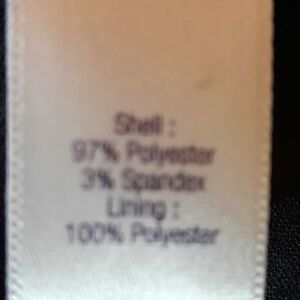 Shell :
97% Polyester
3% Spandex
Lining :
100% Polyester